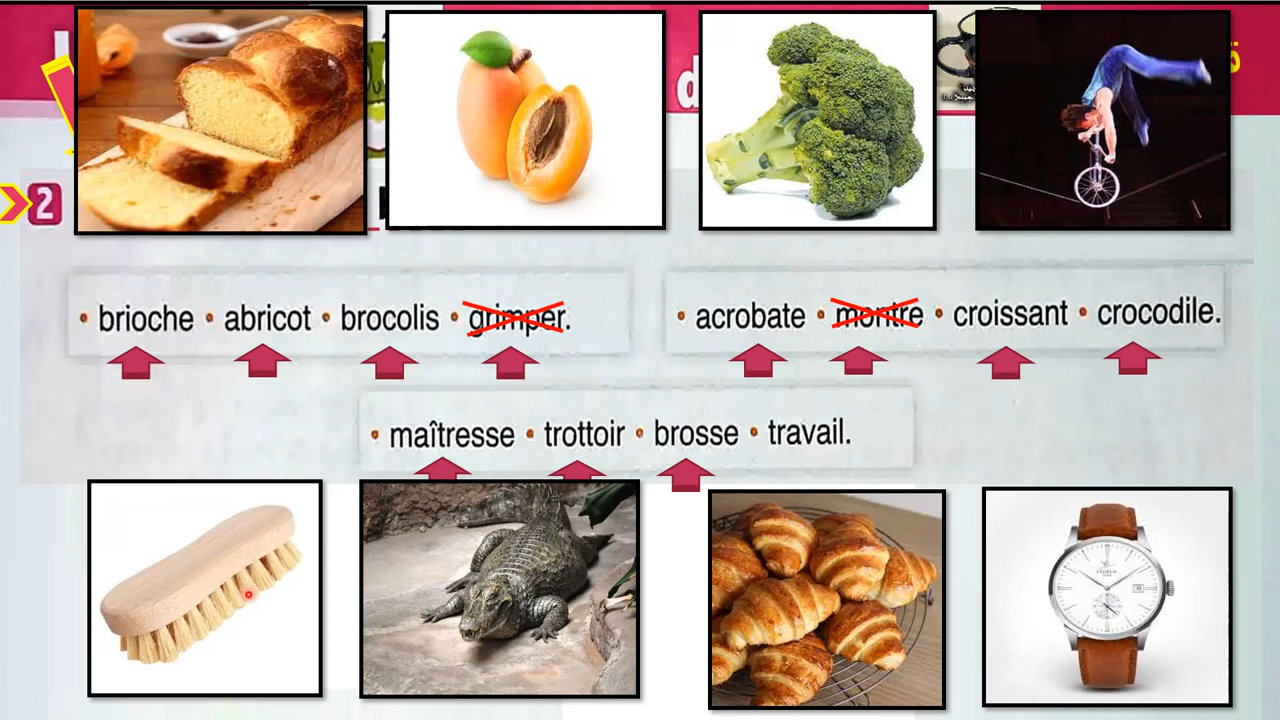 2
• brioche • abricot • brocolis • grimper.
• acrobate • montre • croissant • crocodile.
• maîtresse • trottoir • brosse • travail.